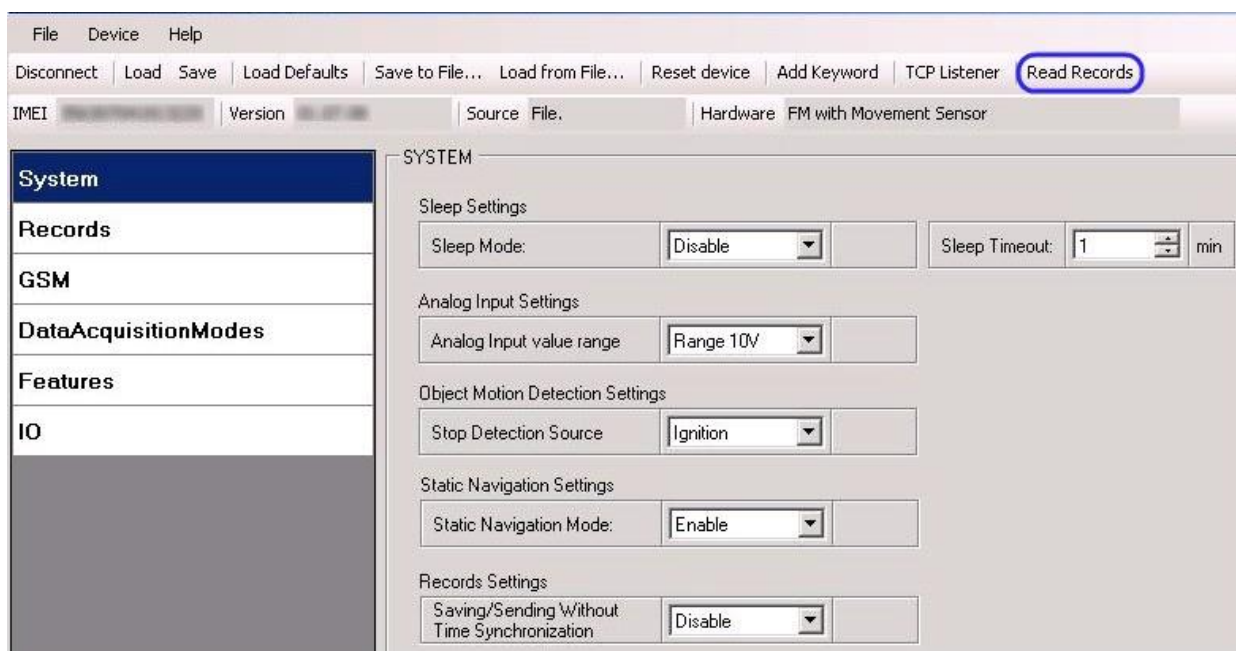 File Device Help
Disconnect Load Save Load Defaults Save to File... Load from File... Reset device Add Keyword TCP Listener Read Records
IMEI Version Source File. Hardware FM with Movement Sensor
System
Records
GSM
DataAcquisitionModes
Features
IO
SYSTEM
Sleep Settings
Sleep Mode: Disable Sleep Timeout: 1 min
Analog Input Settings
Analog Input value range Range 10V
Object Motion Detection Settings
Stop Detection Source Ignition
Static Navigation Settings
Static Navigation Mode: Enable
Records Settings
Saving/Sending Without
Time Synchronization Disable